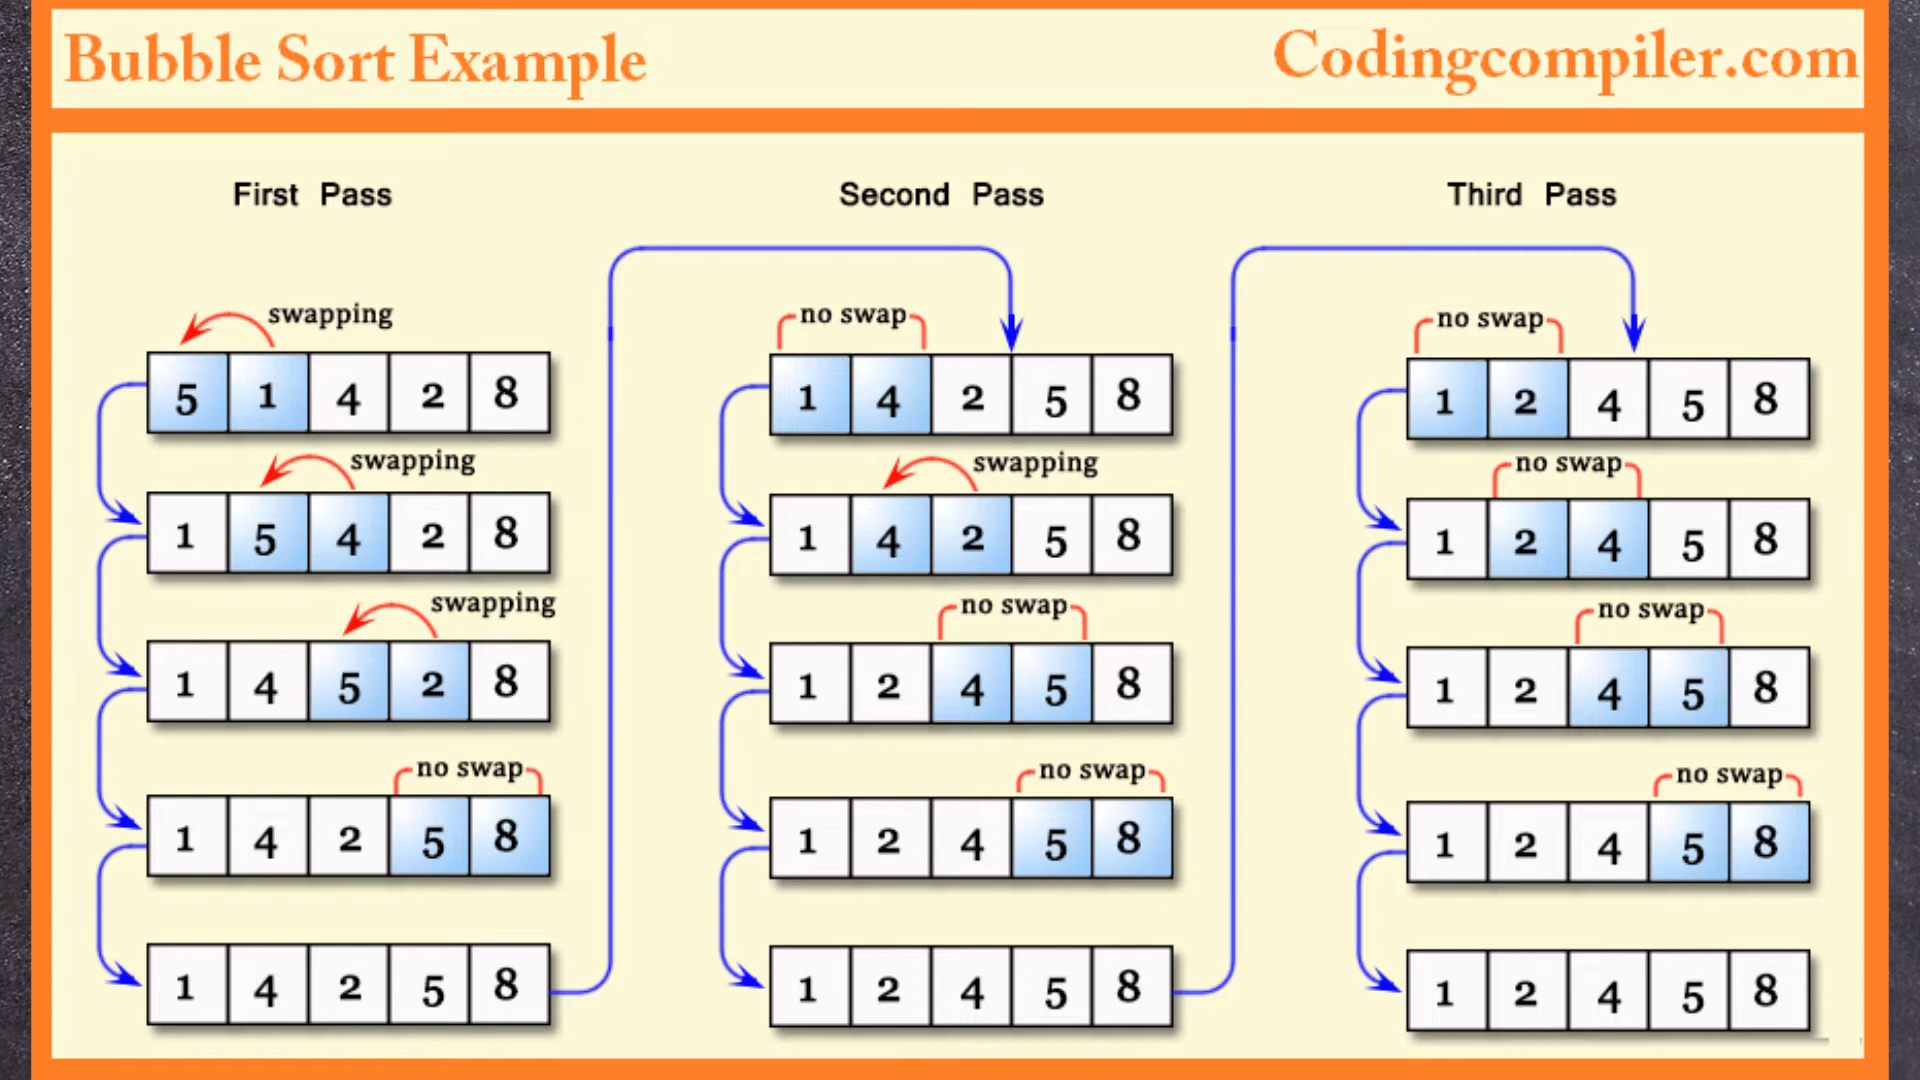 Bubble Sort Example
Codingcompiler.com
First Pass
swapping
5 1 4 2 8
swapping
1 5 4 2 8
swapping
1 4 5 2 8
no swap
1 4 2 5 8
1 4 2 5 8
Second Pass
no swap
1 4 2 5 8
swapping
1 4 2 5 8
no swap
1 2 4 5 8
no swap
1 2 4 5 8
1 2 4 5 8
Third Pass
no swap
1 2 4 5 8
no swap
1 2 4 5 8
no swap
1 2 4 5 8
no swap
1 2 4 5 8
1 2 4 5 8